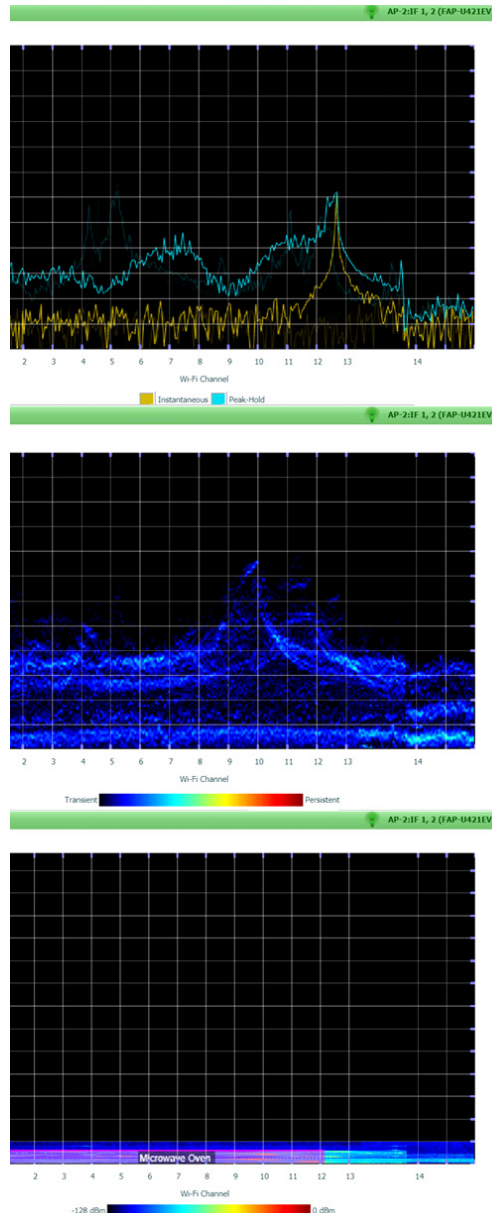 AP-2:IF 1, 2 (FAP-U421EV
2 3 4 5 6 7 8 9 10 11 12 13 14
Wi-Fi Channel
Instantaneous Peak-Hold
AP-2:IF 1, 2 (FAP-U421EV
2 3 4 5 6 7 8 9 10 11 12 13 14
Wi-Fi Channel
Transient Persistent
AP-2:IF 1, 2 (FAP-U421EV
Microwave Oven
2 3 4 5 6 7 8 9 10 11 12 13 14
Wi-Fi Channel
-128 dBm 0 dBm